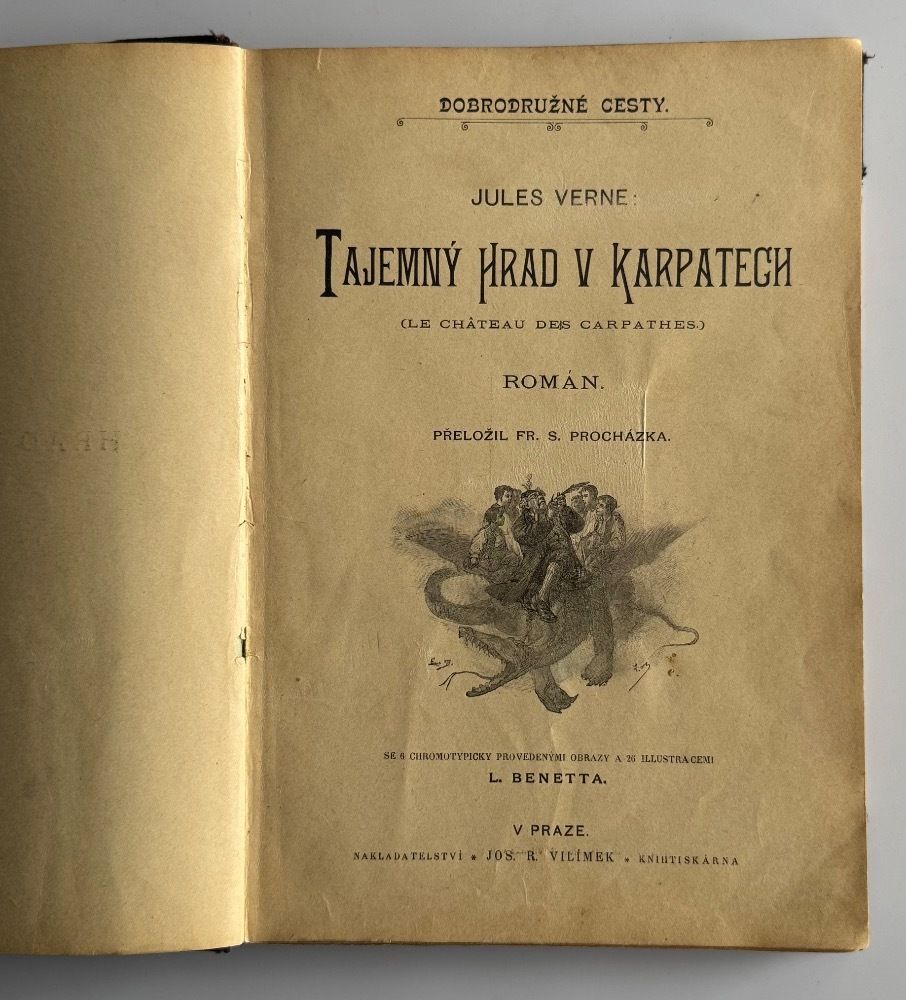 DOBRODRUŽNÉ CESTY.
JULES VERNE:
TAJEMNÝ HRAD V KARPATECH
(LE CHÂTEAU DES CARPATHES.)
ROMÁN.
PŘELOŽIL FR. S. PROCHÁZKA.
SE 6 CHROMOTYPICKY PROVEDENÝMI OBRAZY A 26 ILLUSTRACEMI
L. BENETTA.
V PRAZE.
NAKLADATELSTVÍ * JOS. R. VILÍMEK * KNIHTISKÁRNA